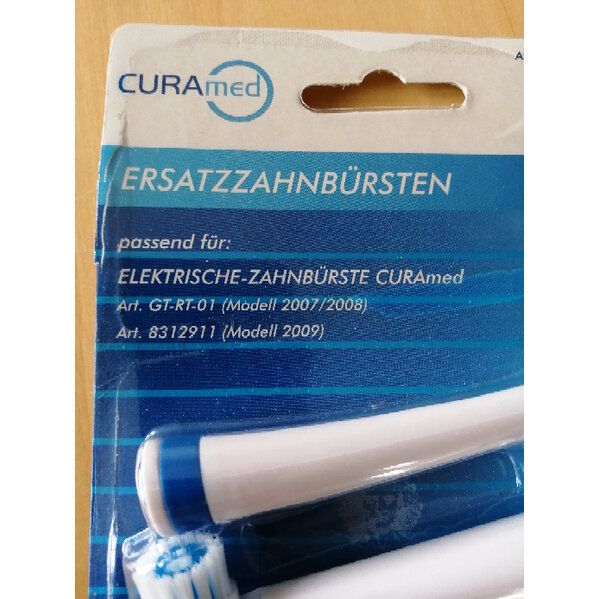 CURAmed
A
ERSATZZAHNBÜRSTEN
passend für:
ELEKTRISCHE-ZAHNBÜRSTE CURAmed
Art. GT-RT-01 (Modell 2007/2008)
Art. 8312911 (Modell 2009)